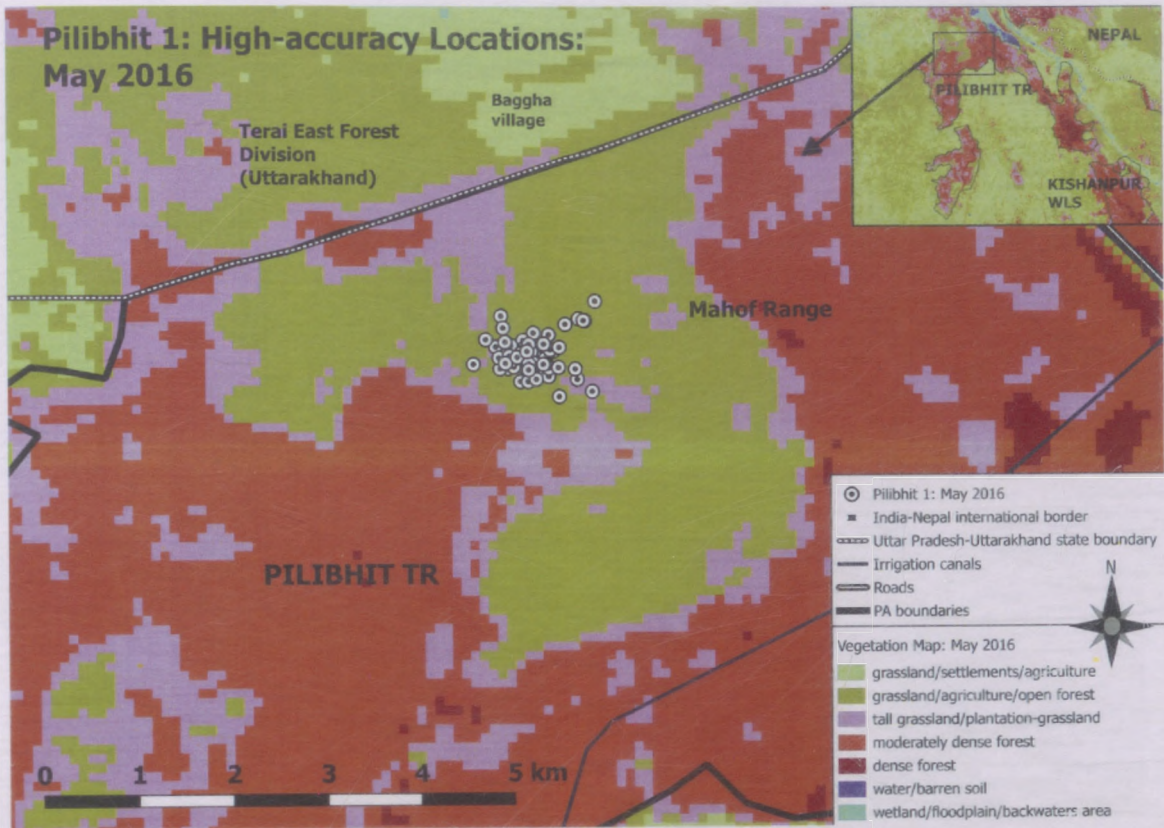 Pilibhit 1: High-accuracy Locations:
May 2016
Baggha
village
Terai East Forest
Division
(Uttarakhand)
NEPAL
PILIBHIT TR
KISHANPUR
WLS
Mahof Range
PILIBHIT TR
0 1 2 3 4 5 km
Pilibhit 1: May 2016
India-Nepal international border
Uttar Pradesh-Uttarakhand state boundary
Irrigation canals
Roads
PA boundaries
N
Vegetation Map: May 2016
grassland/settlements/agriculture
grassland/agriculture/open forest
tall grassland/plantation-grassland
moderately dense forest
dense forest
water/barren soil
wetland/floodplain/backwaters area